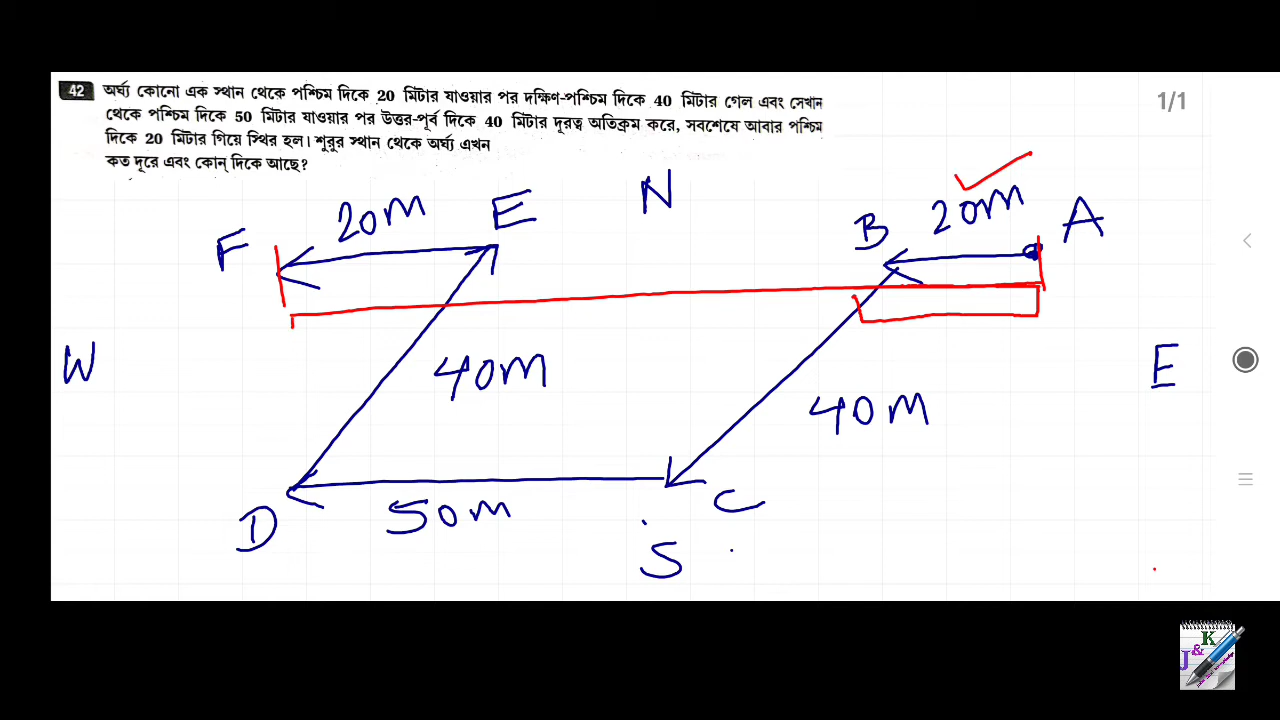 42 অর্ঘ্য কোনো এক স্থান থেকে পশ্চিম দিকে 20 মিটার যাওয়ার পর দক্ষিণ-পশ্চিম দিকে 40 মিটার গেল এবং সেখান
থেকে পশ্চিম দিকে 50 মিটার যাওয়ার পর উত্তর-পূর্ব দিকে 40 মিটার দূরত্ব অতিক্রম করে, সবশেষে আবার পশ্চিম
দিকে 20 মিটার গিয়ে স্থির হল। শুরুর স্থান থেকে অর্ঘ্য এখন
কত দূরে এবং কোন্ দিকে আছে?
1/1
N
F 20m E B 20m A
W 40m E
40m
D 50m C
S
J&K